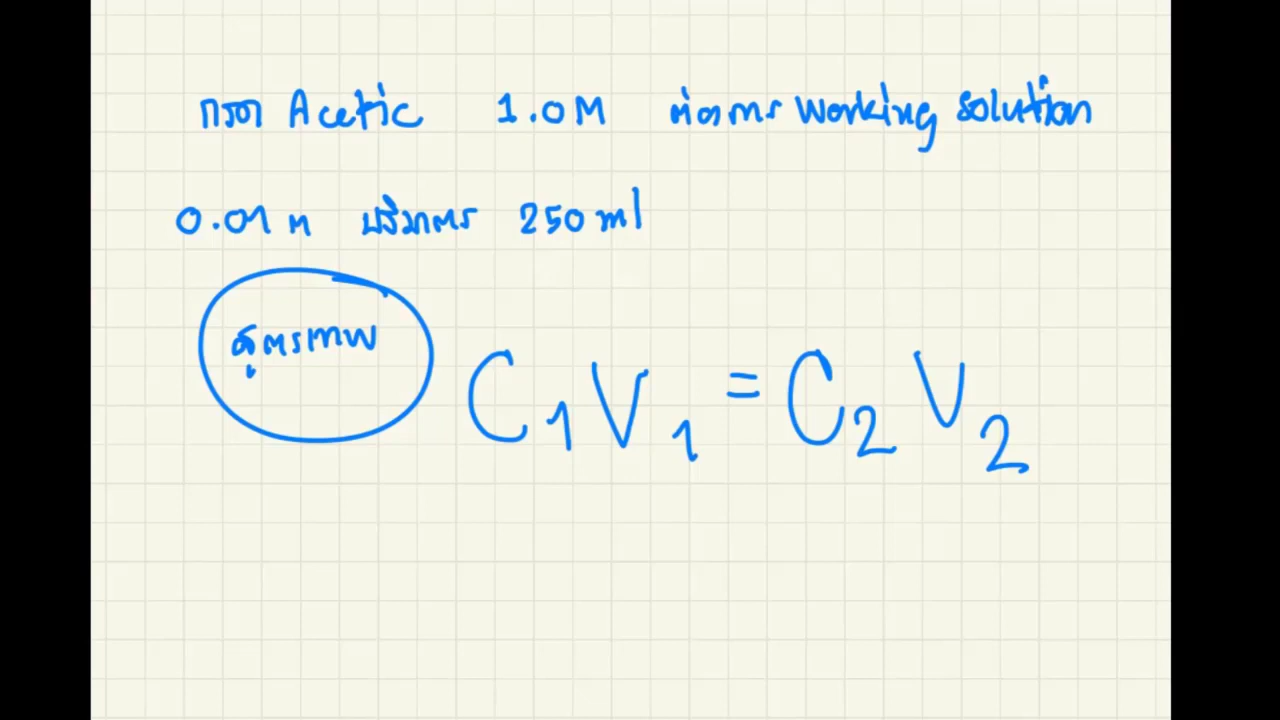 กรด Acetic 1.0M ต้องการ working solution
0.01 M ปริมาตร 250 ml
สูตรเทพ
C₁V₁ = C₂V₂